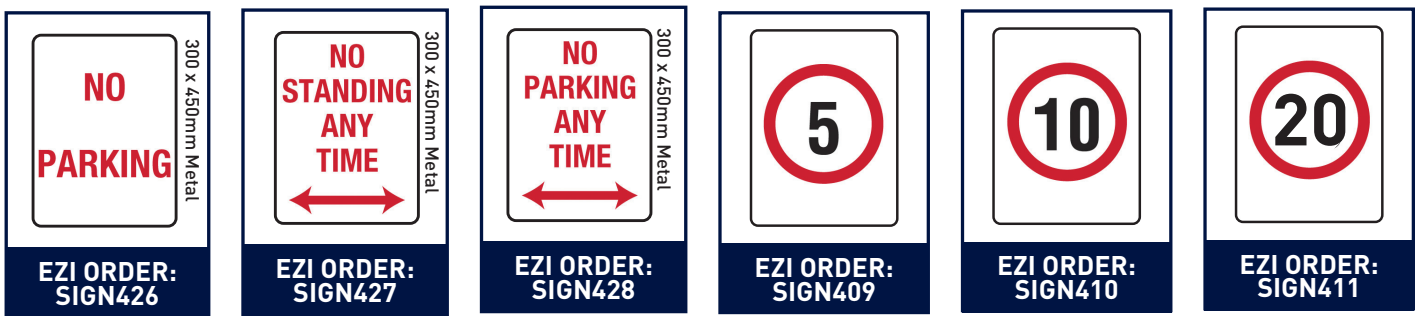 NO
PARKING
300 x 450mm Metal
EZI ORDER:
SIGN426
NO
STANDING
ANY
TIME
300 x 450mm Metal
EZI ORDER:
SIGN427
NO
PARKING
ANY
TIME
300 x 450mm Metal
EZI ORDER:
SIGN428
5
EZI ORDER:
SIGN409
10
EZI ORDER:
SIGN410
20
EZI ORDER:
SIGN411